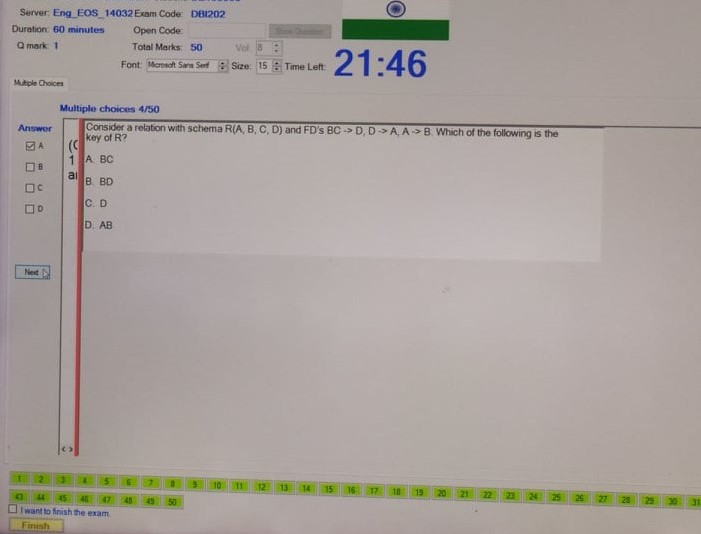 Server: Eng_EOS_14032 Exam Code: DBI202
Duration: 60 minutes Open Code:
Q mark: 1 Total Marks: 50 Vol 8
Font: Microsoft Sans Serif Size: 15 Time Left: 21:46
Multiple Choices
Multiple choices 4/50
Answer
A
B
C
D
Next
Consider a relation with schema R(A, B, C, D) and FD's BC -> D, D -> A, A -> B. Which of the following is the
key of R?
A. BC
B. BD
C. D
D. AB
1 2 3 4 5 6 7 8 9 10 11 12 13 14 15 16 17 18 19 20 21 22 23 24 25 26 27 28 29 30 31
43 44 45 46 47 48 49 50
I want to finish the exam.
Finish